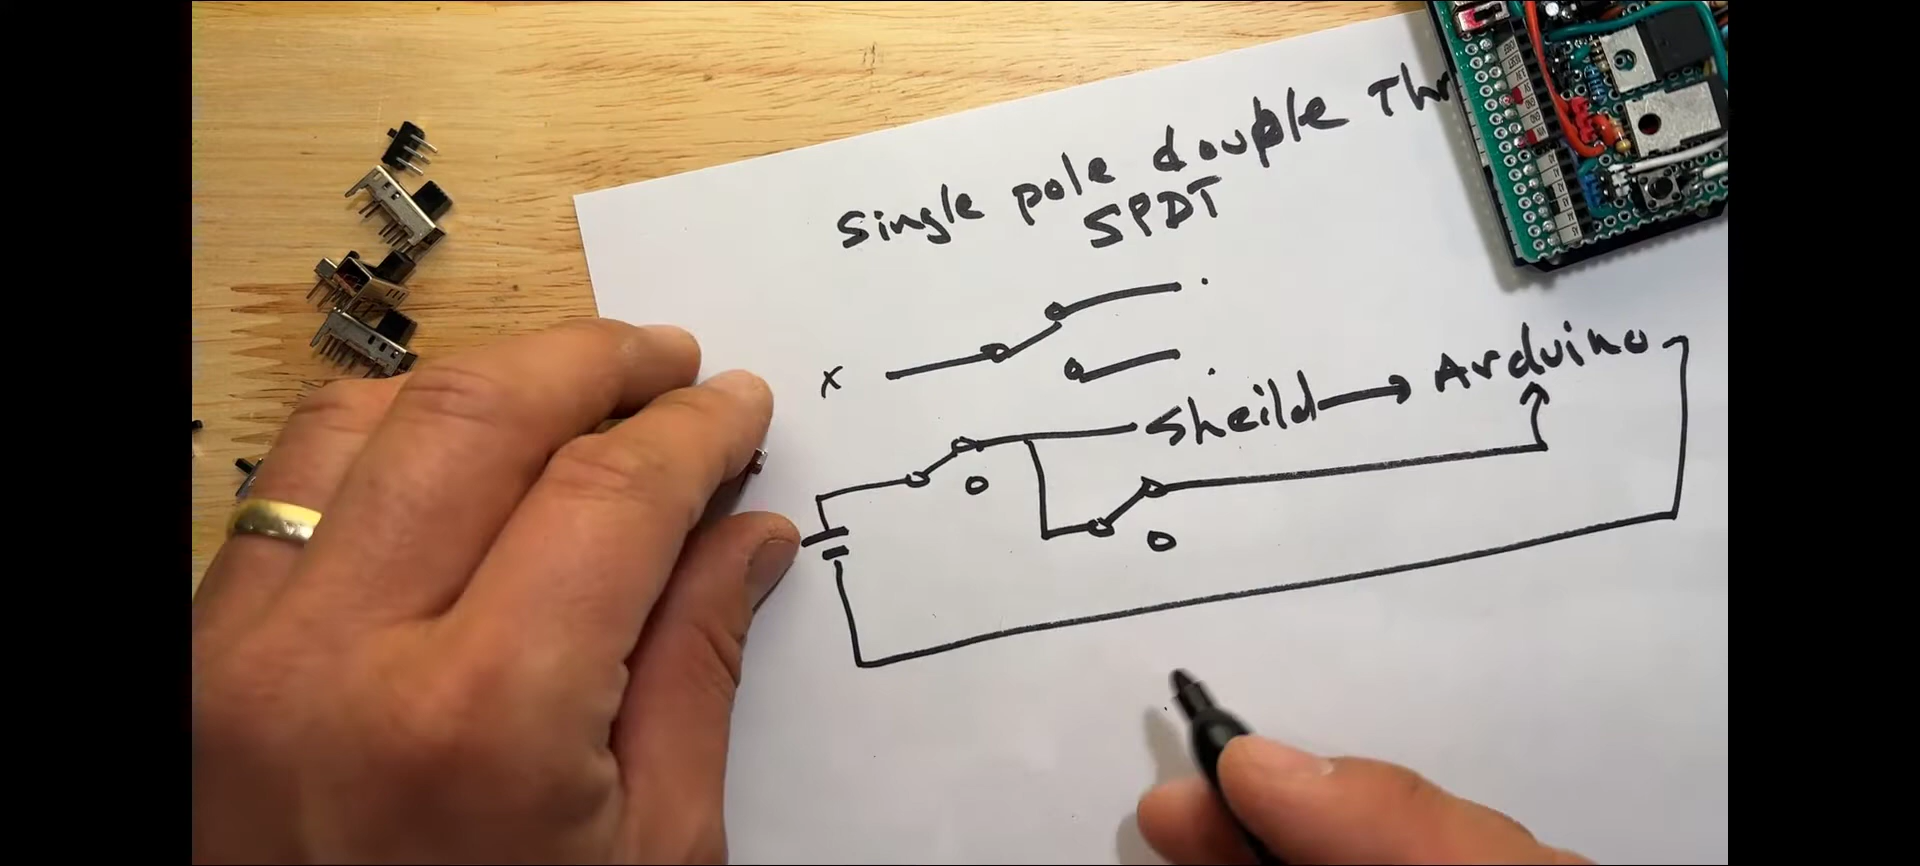 Single pole double Thr
SPDT
x
Sheild → Arduino